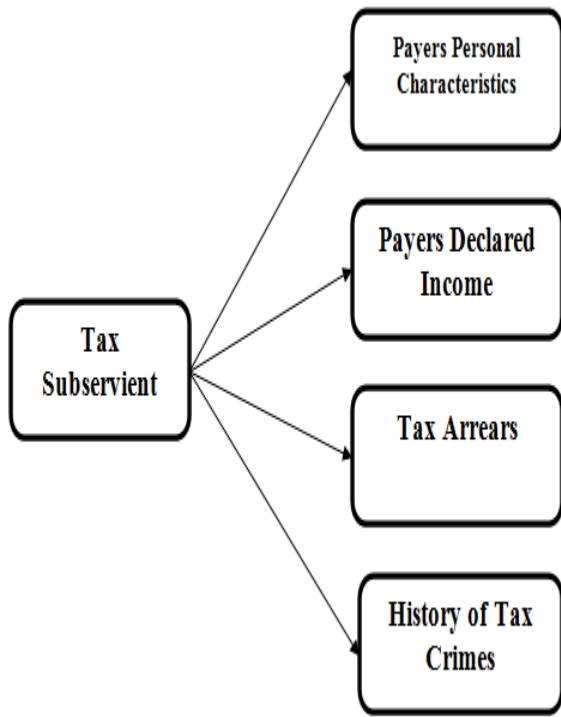 Payers Personal
Characteristics
Payers Declared
Income
Tax
Subservient
Tax Arrears
History of Tax
Crimes